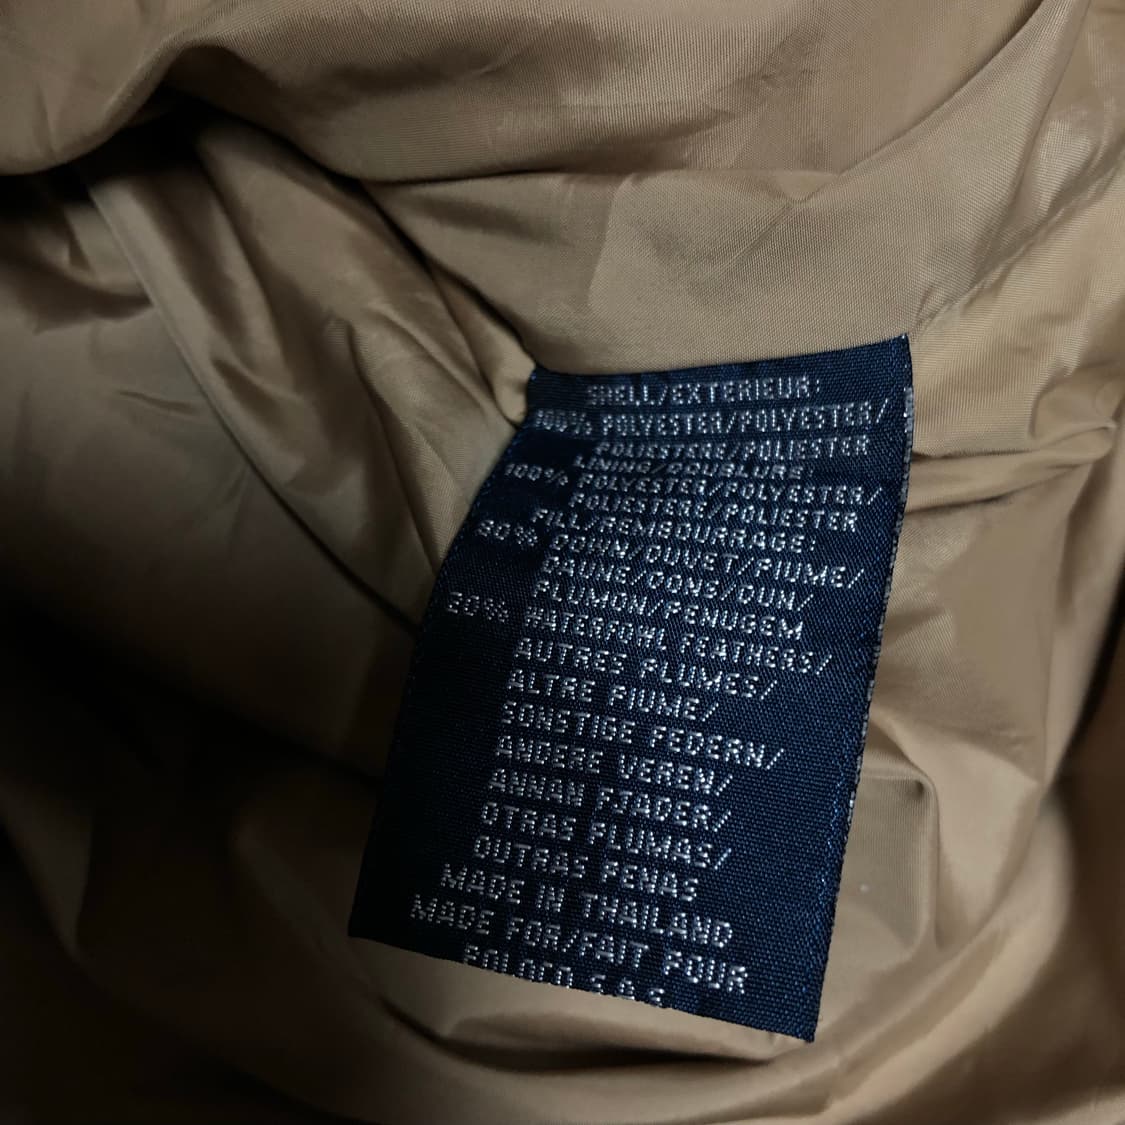 SHELL/EXTERIEUR:
100% POLYESTER/POLYESTER/
POLIESTERE/POLIESTER
LINING/DOUBLURE
100% POLYESTER/POLYESTER/
POLIESTERE/POLIESTER
FILL/REMBOURRAGE:
80% DOWN/DUVET/PIUME/
DAUNE/DONS/DUN/
PLUMON/PENUGEM
20% WATERFOWL FEATHERS/
AUTRES PLUMES/
ALTRE PIUME/
SONSTIGE FEDERN/
ANDERE VEREN/
ANNAN FJADER/
OTRAS PLUMAS/
OUTRAS PENAS
MADE IN THAILAND
MADE FOR/FAIT POUR
POLOCO S.A.S